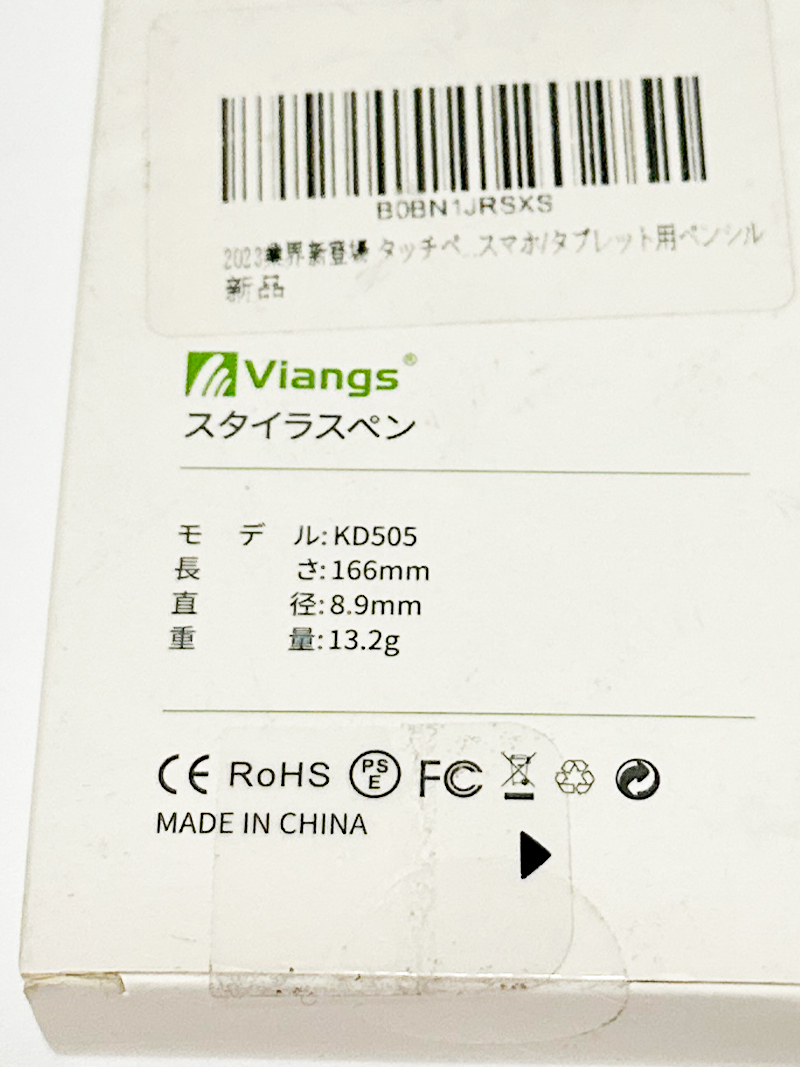 B0BN1JRSXS
2023業界新登場 タッチペ...スマホ/タブレット用ペンシル
新品
Viangs®
スタイラスペン
モデル:KD505
長さ:166mm
直径:8.9mm
重量:13.2g
CE RoHS PSE FC
MADE IN CHINA